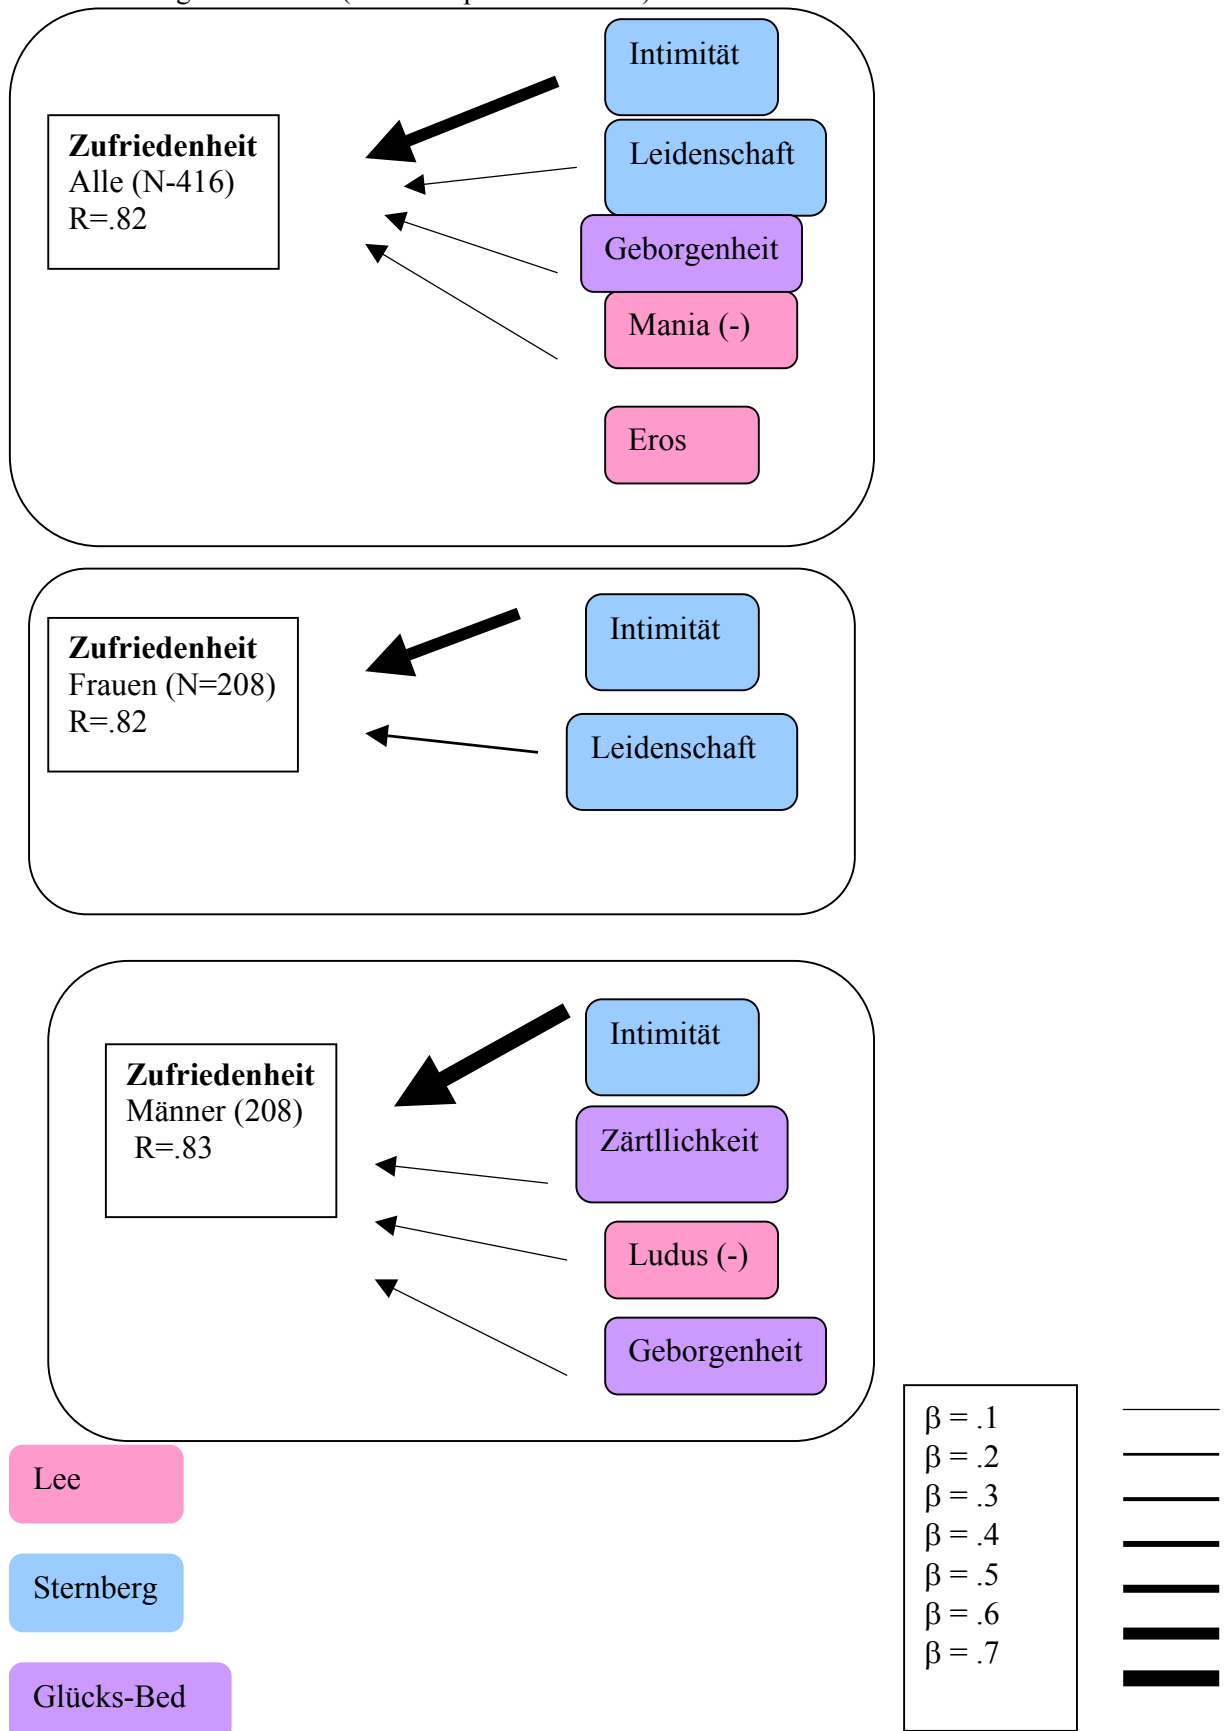 Zufriedenheit
Alle (N-416)
R=.82
Intimität
Leidenschaft
Geborgenheit
Mania (-)
Eros
Zufriedenheit
Frauen (N=208)
R=.82
Intimität
Leidenschaft
Zufriedenheit
Männer (208)
R=.83
Intimität
Zärtllichkeit
Ludus (-)
Geborgenheit
Lee
Sternberg
Glücks-Bed
β = .1
β = .2
β = .3
β = .4
β = .5
β = .6
β = .7